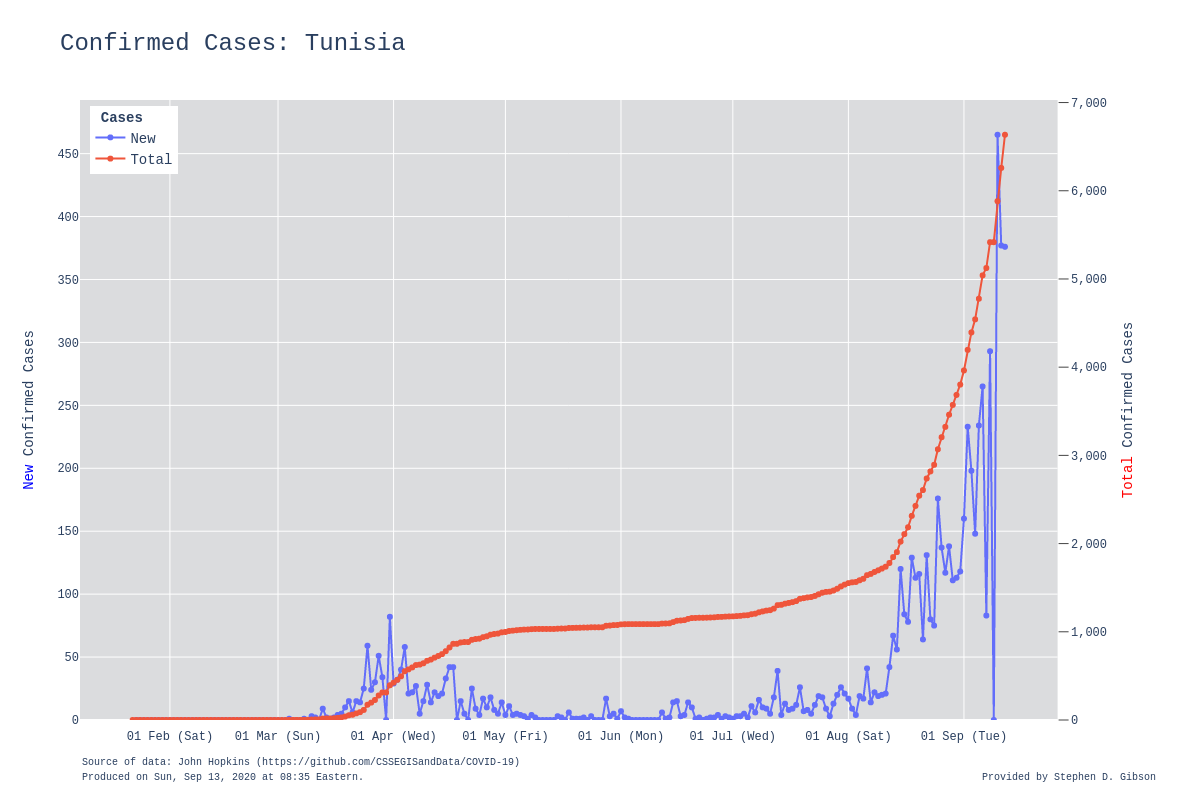 Confirmed Cases: Tunisia
Cases
New
Total
450
400
350
300
250
200
150
100
50
0
7,000
6,000
5,000
4,000
3,000
2,000
1,000
0
New Confirmed Cases
Total Confirmed Cases
01 Feb (Sat)
01 Mar (Sun)
01 Apr (Wed)
01 May (Fri)
01 Jun (Mon)
01 Jul (Wed)
01 Aug (Sat)
01 Sep (Tue)
Source of data: John Hopkins (https://github.com/CSSEGISandData/COVID-19)
Produced on Sun, Sep 13, 2020 at 08:35 Eastern.
Provided by Stephen D. Gibson